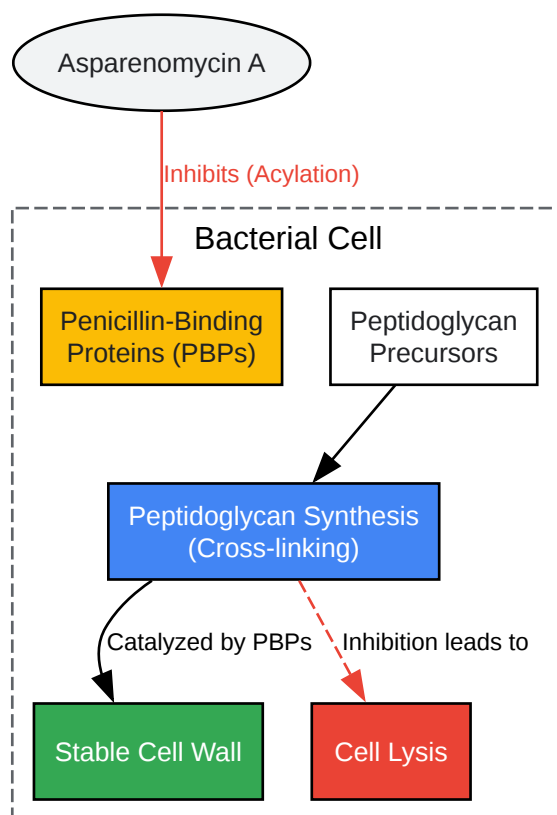 Asparenomycin A
Inhibits (Acylation)
Bacterial Cell
Penicillin-Binding
Proteins (PBPs)
Peptidoglycan
Precursors
Peptidoglycan Synthesis
(Cross-linking)
Catalyzed by PBPs
Inhibition leads to
Stable Cell Wall
Cell Lysis